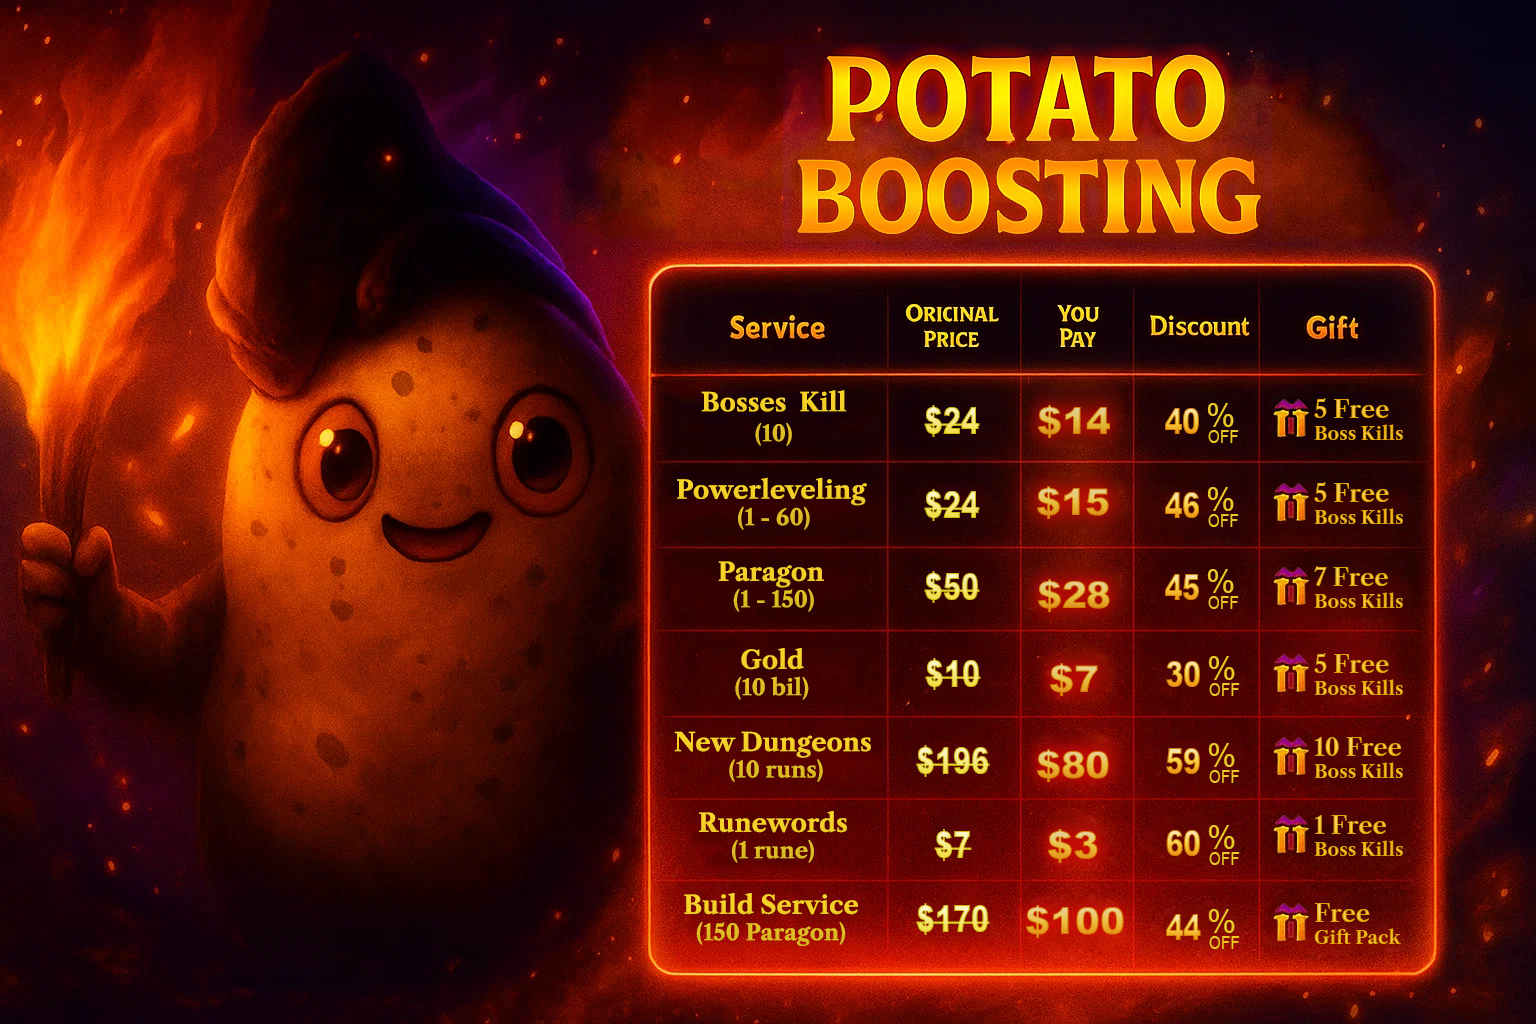 POTATO
BOOSTING
Service
ORIGINAL
PRICE
YOU
PAY
Discount
Gift
Bosses Kill
(10)
$24
$14
40 % OFF
5 Free
Boss Kills
Powerleveling
(1 - 60)
$24
$15
46 % OFF
5 Free
Boss Kills
Paragon
(1 - 150)
$50
$28
45 % OFF
7 Free
Boss Kills
Gold
(10 bil)
$10
$7
30 % OFF
5 Free
Boss Kills
New Dungeons
(10 runs)
$196
$80
59 % OFF
10 Free
Boss Kills
Runewords
(1 rune)
$7
$3
60 % OFF
1 Free
Boss Kills
Build Service
(150 Paragon)
$170
$100
44 % OFF
Free
Gift Pack